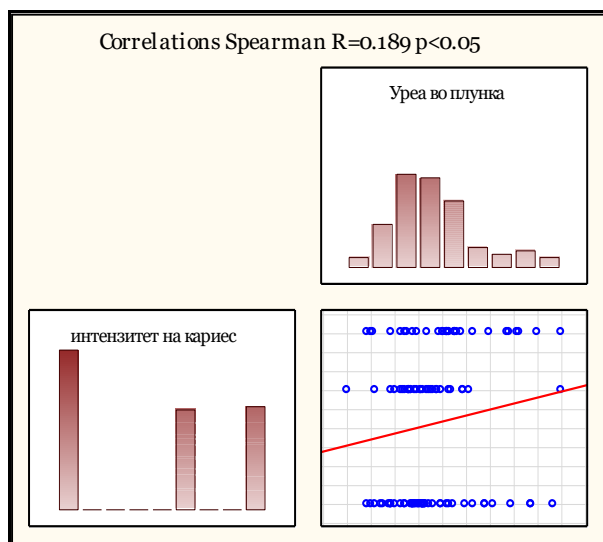 Correlations Spearman R=0.189 p<0.05
Уреа во плунка
интензитет на кариес